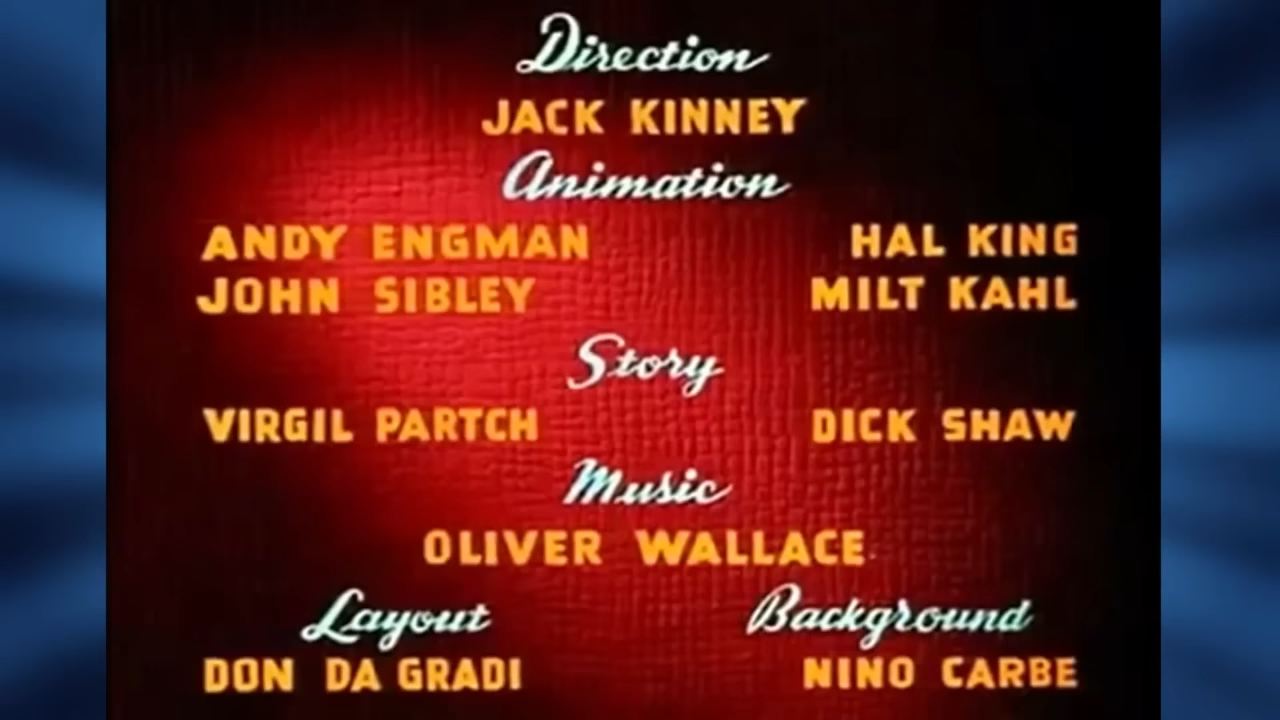 Direction
JACK KINNEY
Animation
ANDY ENGMAN HAL KING
JOHN SIBLEY MILT KAHL
Story
VIRGIL PARTCH DICK SHAW
Music
OLIVER WALLACE
Layout Background
DON DA GRADI NINO CARBE